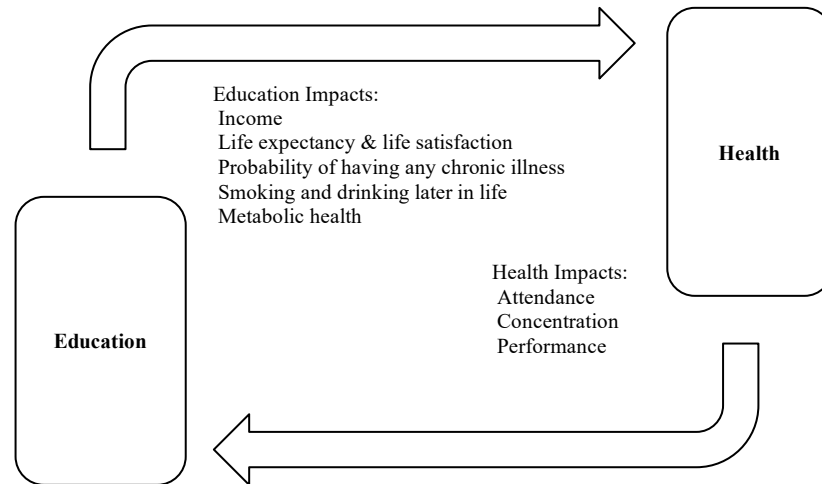 Education Impacts:
Income
Life expectancy & life satisfaction
Probability of having any chronic illness
Smoking and drinking later in life
Metabolic health
Health
Health Impacts:
Attendance
Concentration
Performance
Education